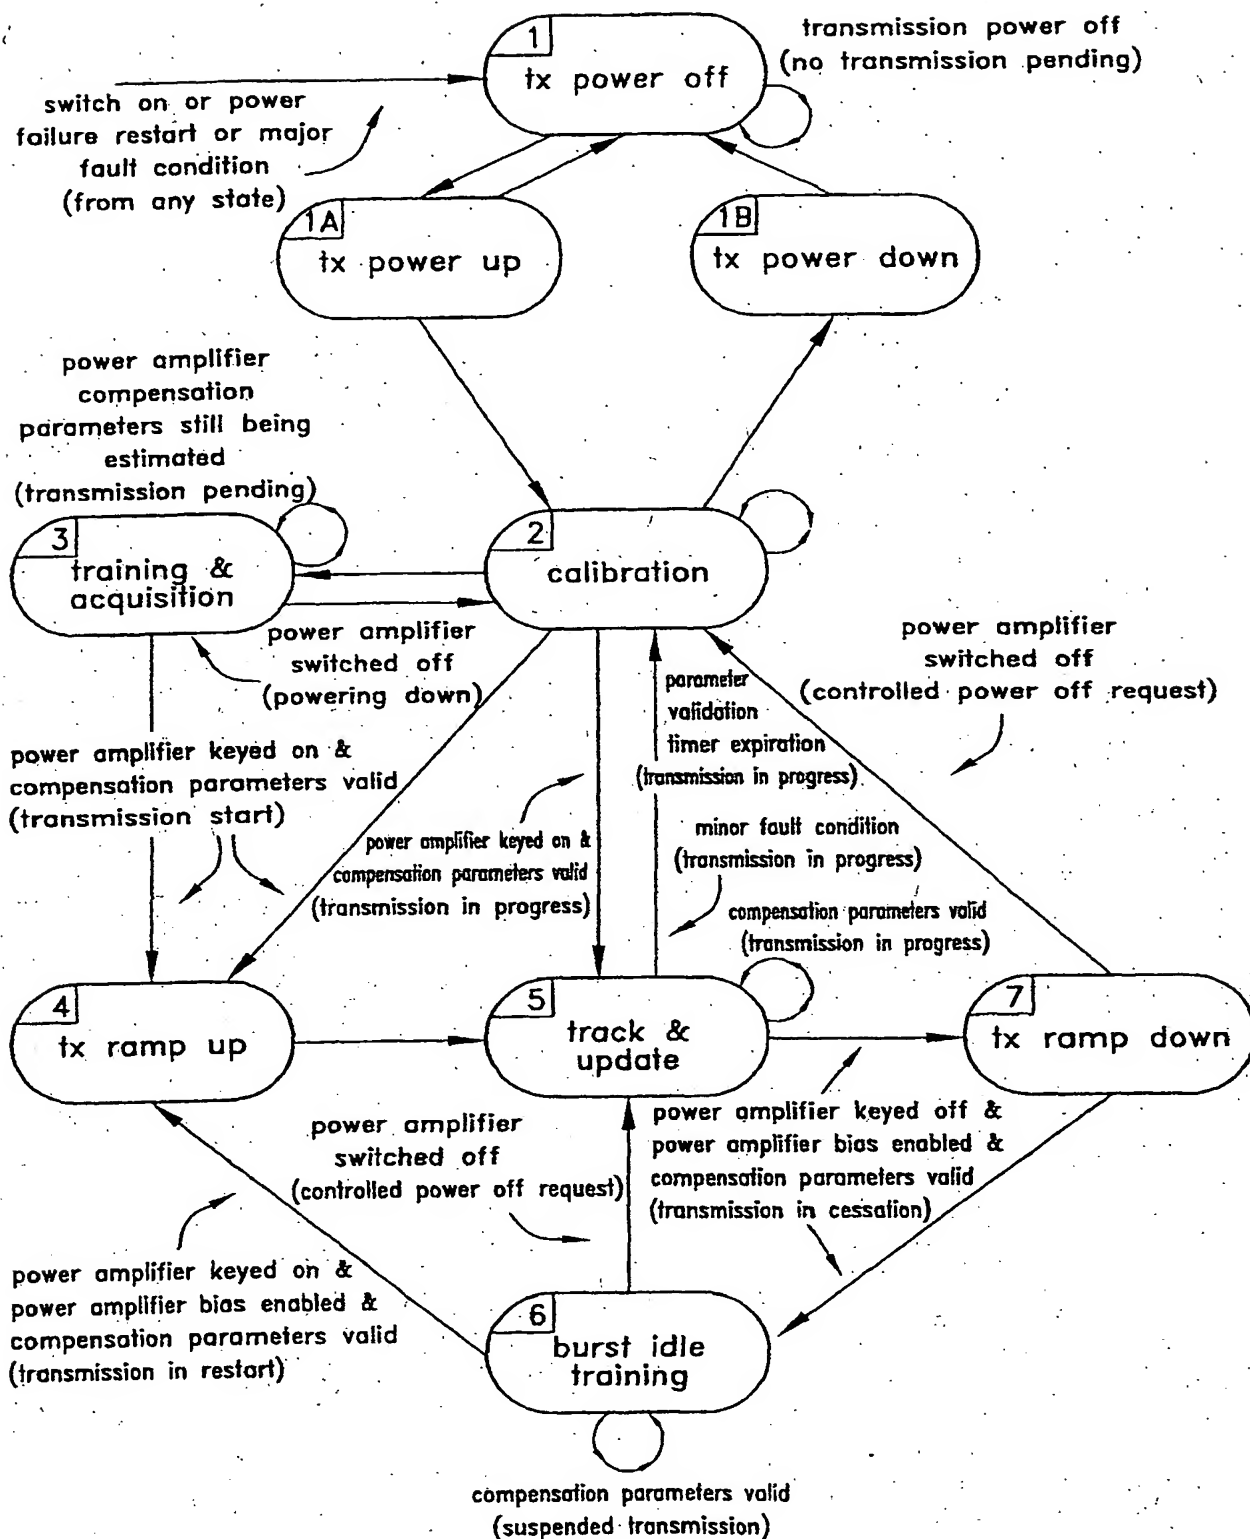 1
tx power off
transmission power off
(no transmission pending)
switch on or power
failure restart or major
fault condition
(from any state)
1A
tx power up
1B
tx power down
power amplifier
compensation
parameters still being
estimated
(transmission pending)
3
training &
acquisition
2
calibration
power amplifier
switched off
(powering down)
power amplifier
switched off
(controlled power off request)
parameter
validation
timer expiration
(transmission in progress)
power amplifier keyed on &
compensation parameters valid
(transmission start)
power amplifier keyed on &
compensation parameters valid
(transmission in progress)
minor fault condition
(transmission in progress)
compensation parameters valid
(transmission in progress)
4
tx ramp up
5
track &
update
7
tx ramp down
power amplifier
switched off
(controlled power off request)
power amplifier keyed off &
power amplifier bias enabled &
compensation parameters valid
(transmission in cessation)
power amplifier keyed on &
power amplifier bias enabled &
compensation parameters valid
(transmission in restart)
6
burst idle
training
compensation parameters valid
(suspended transmission)